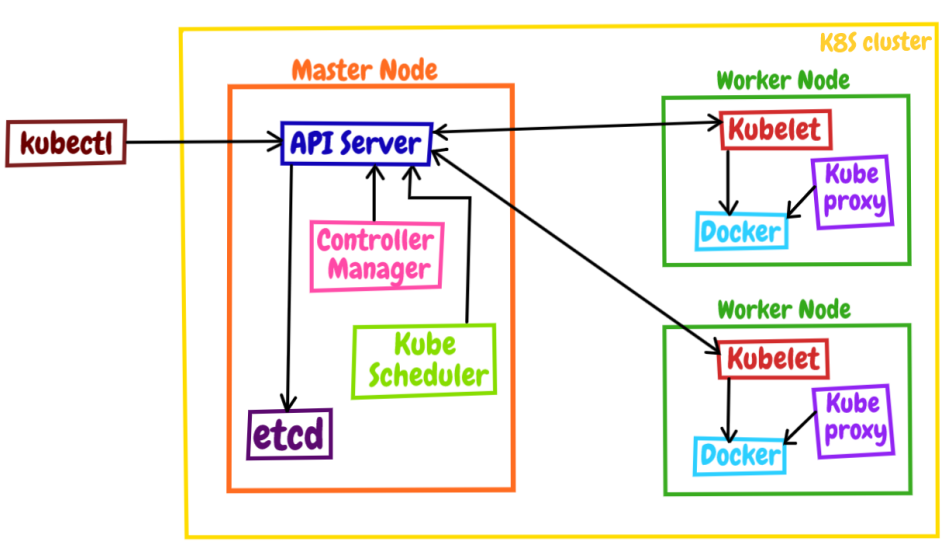 K8S cluster
Master Node
Worker Node
kubectl
API Server
Kubelet
Kube
proxy
Docker
Controller
Manager
Worker Node
Kube
Scheduler
Kubelet
Kube
proxy
etcd
Docker